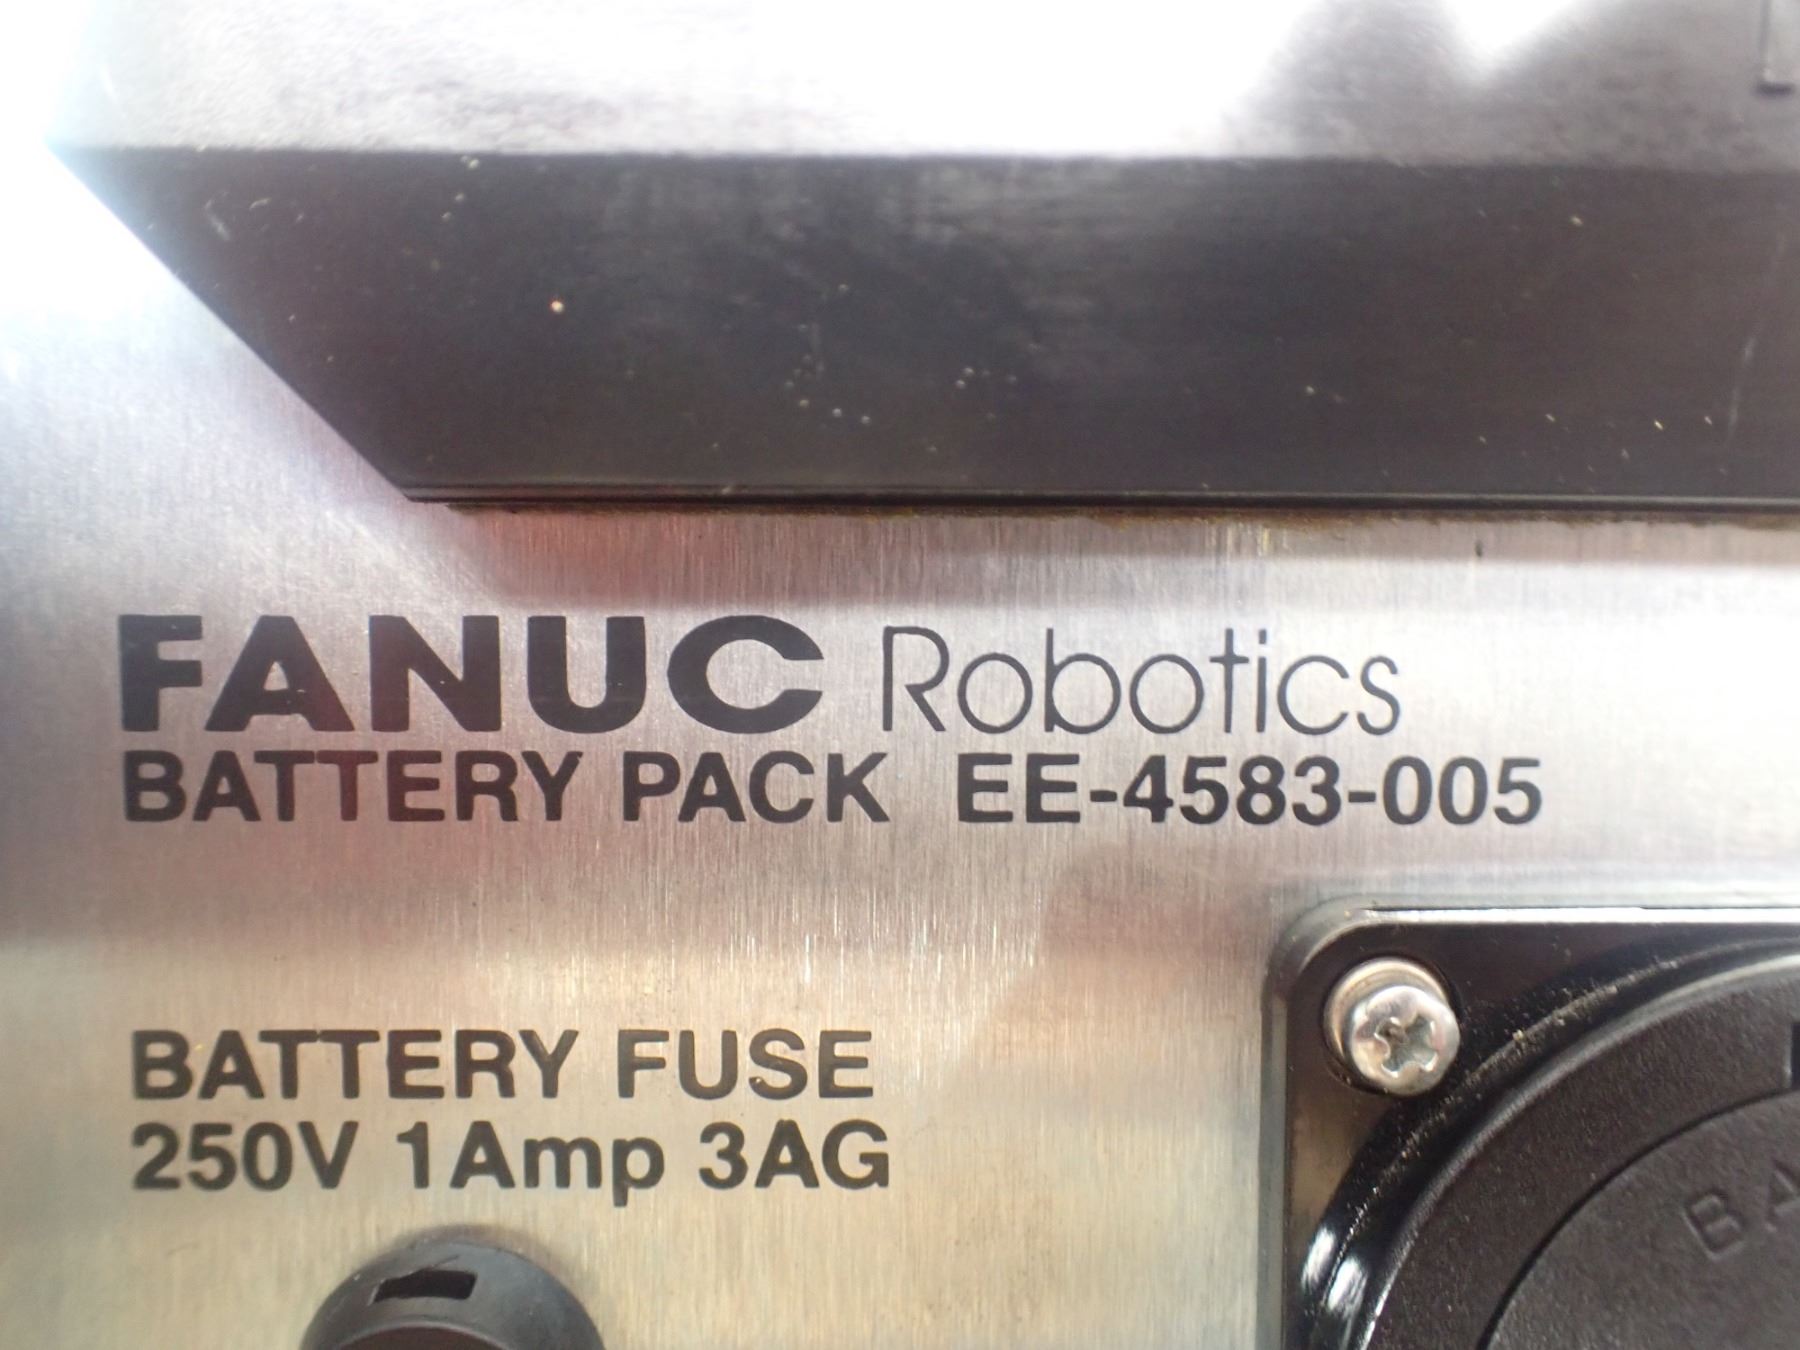 FANUC Robotics
BATTERY PACK EE-4583-005
BATTERY FUSE
250V 1Amp 3AG